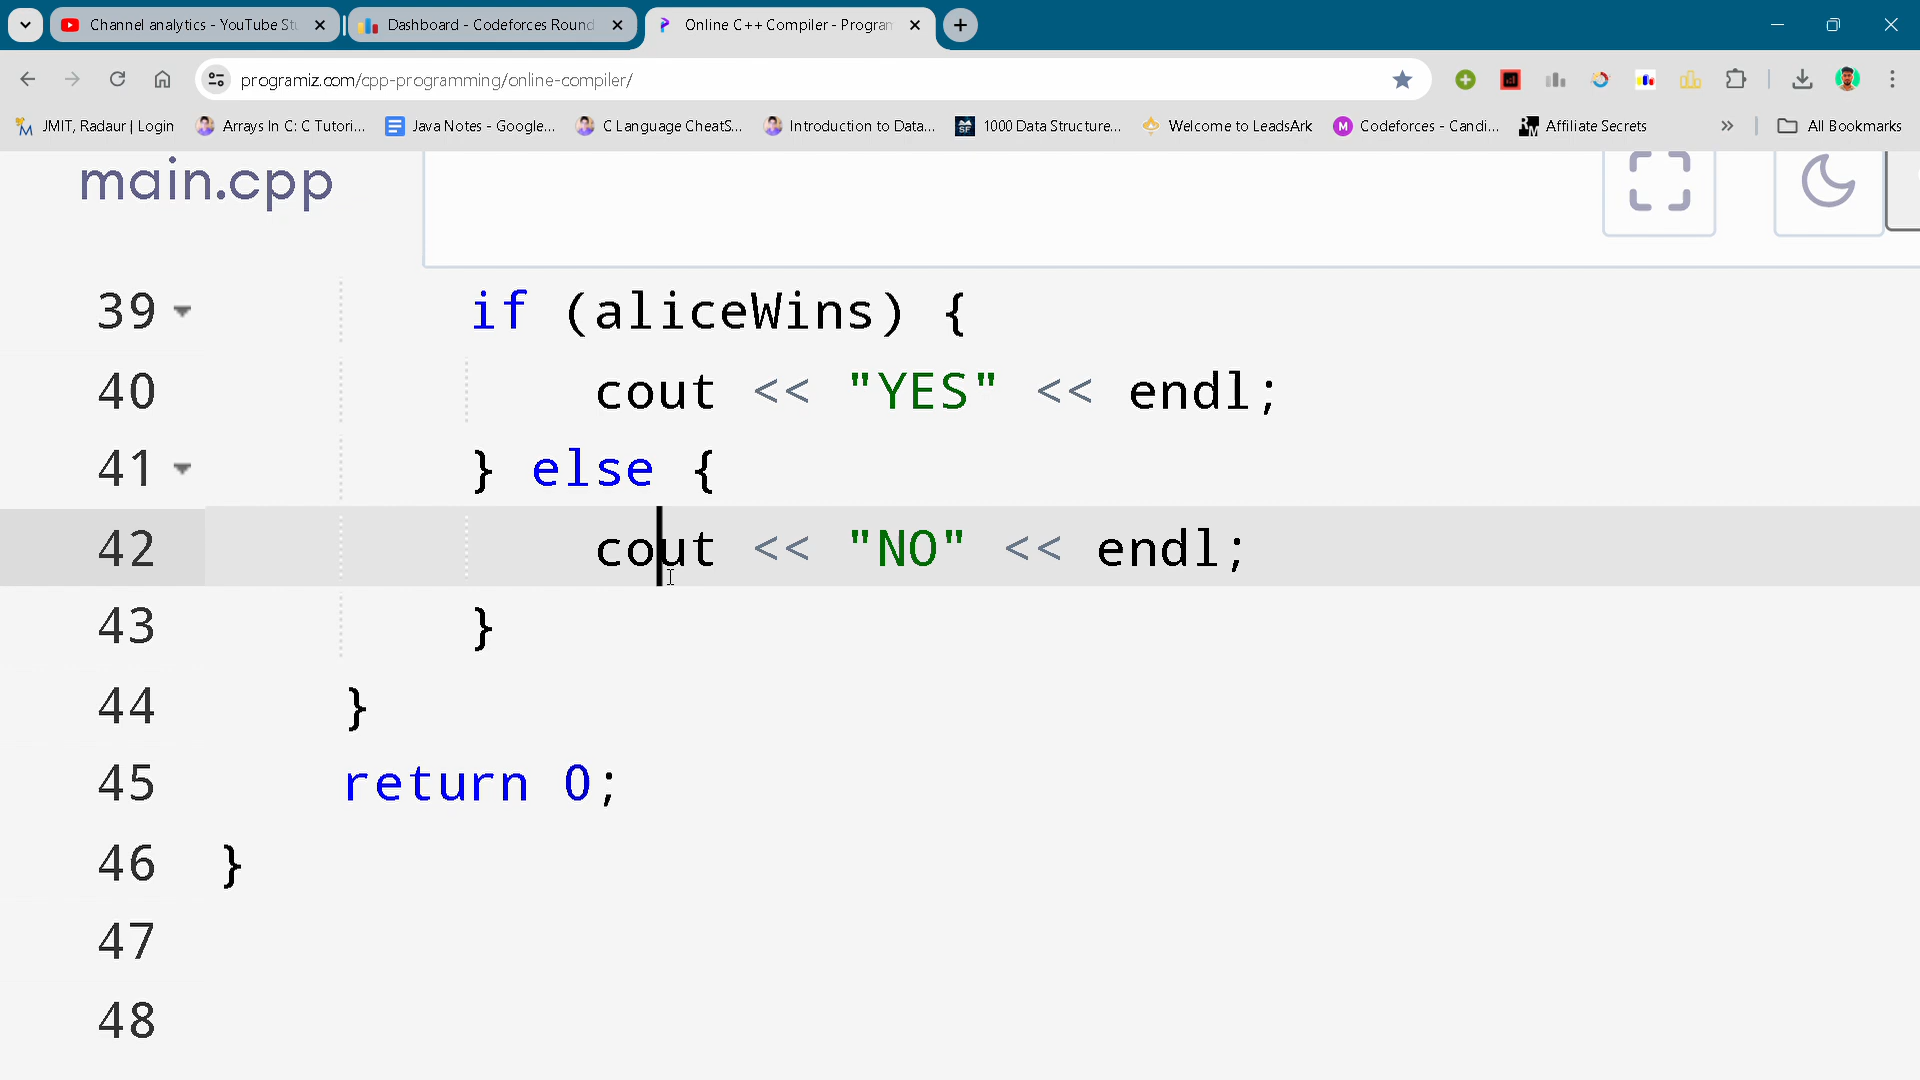 Channel analytics - YouTube Stu
Dashboard - Codeforces Round
Online C++ Compiler - Program
programiz.com/cpp-programming/online-compiler/
JMIT, Radaur | Login
Arrays In C: C Tutori...
Java Notes - Google...
C Language CheatS...
Introduction to Data...
1000 Data Structure...
Welcome to LeadsArk
Codeforces - Candi...
Affiliate Secrets
All Bookmarks
main.cpp
39 if (aliceWins) {
40 cout << "YES" << endl;
41 } else {
42 cout << "NO" << endl;
43 }
44 }
45 return 0;
46 }
47
48